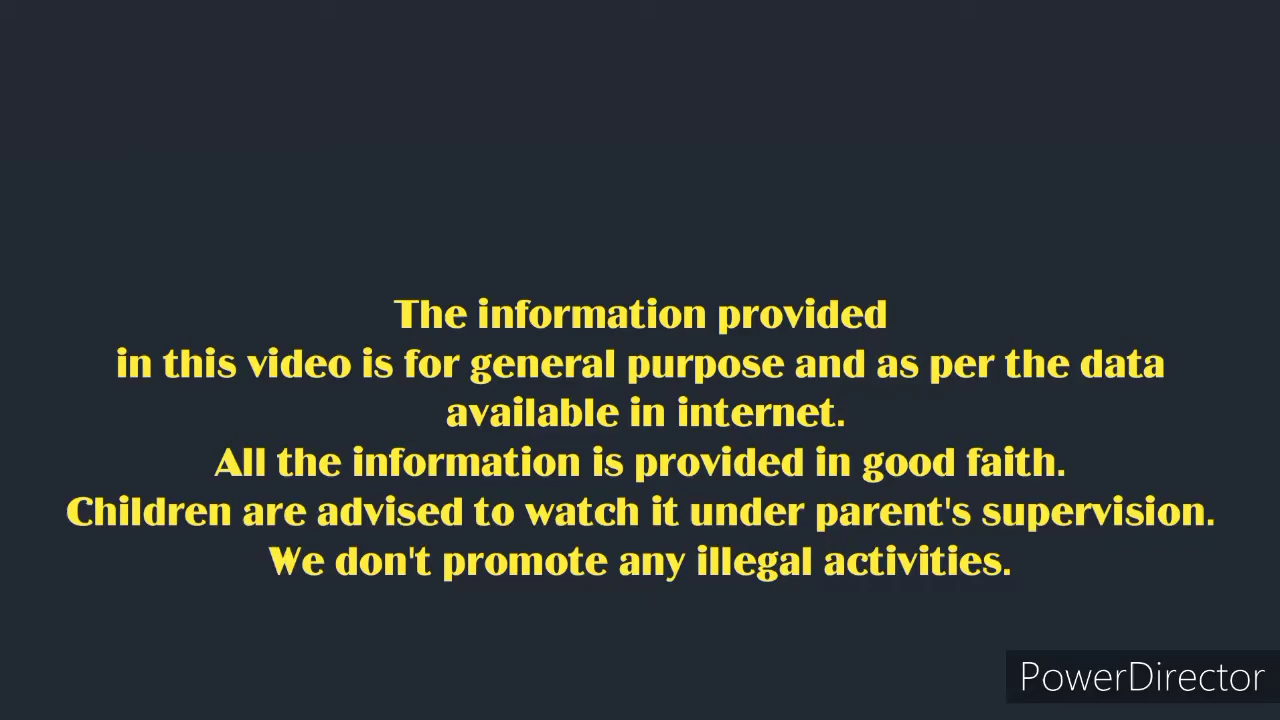 The information provided
in this video is for general purpose and as per the data
available in internet.
All the information is provided in good faith.
Children are advised to watch it under parent's supervision.
We don't promote any illegal activities.
PowerDirector